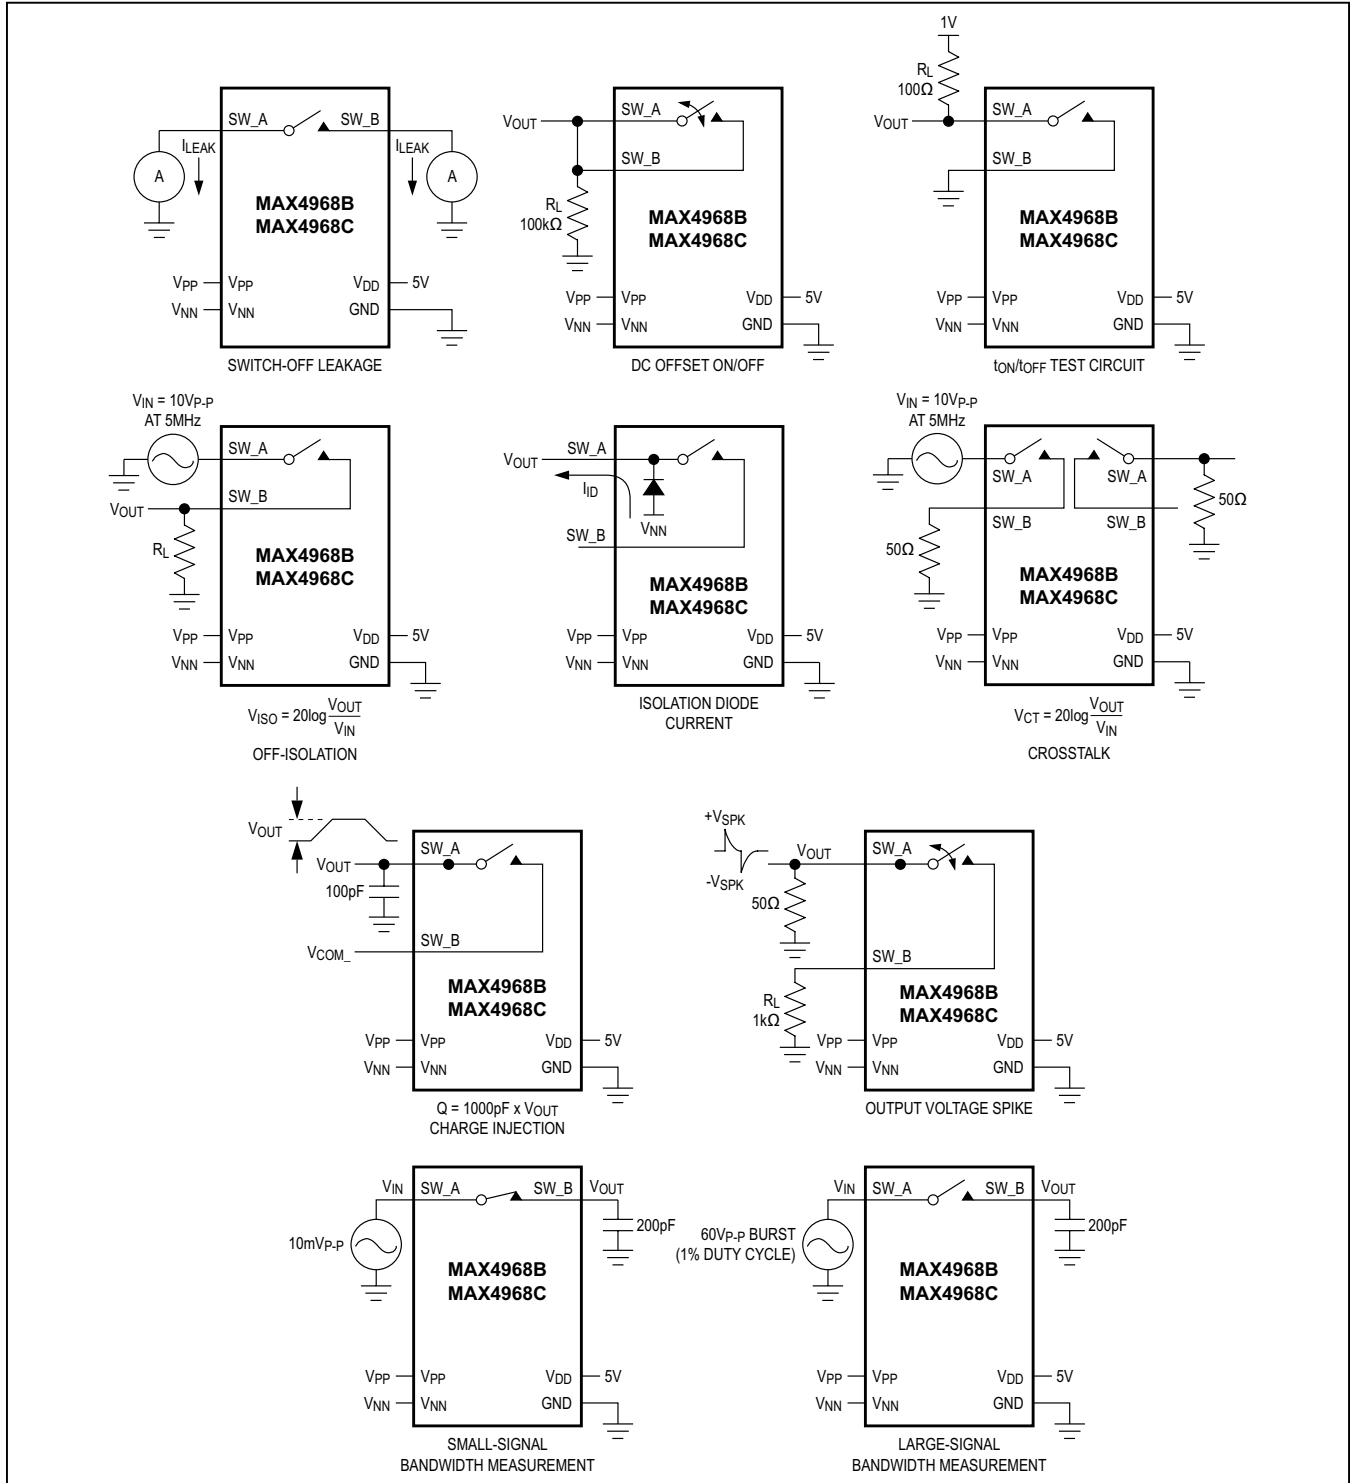 SW_A SW_B
ILEAK ILEAK
A A
MAX4968B
MAX4968C
VPP VPP VDD 5V
VNN VNN GND
SWITCH-OFF LEAKAGE
VOUT SW_A
SW_B
RL
100kΩ
MAX4968B
MAX4968C
VPP VPP VDD 5V
VNN VNN GND
DC OFFSET ON/OFF
1V
RL
100Ω
VOUT SW_A
SW_B
MAX4968B
MAX4968C
VPP VPP VDD 5V
VNN VNN GND
tON/tOFF TEST CIRCUIT
VIN = 10VP-P
AT 5MHz
SW_A
VOUT SW_B
RL
MAX4968B
MAX4968C
VPP VPP VDD 5V
VNN VNN GND
VISO = 20log VOUT
VIN
OFF-ISOLATION
VOUT SW_A
IID
VNN
SW_B
MAX4968B
MAX4968C
VPP VPP VDD 5V
VNN VNN GND
ISOLATION DIODE
CURRENT
VIN = 10VP-P
AT 5MHz
SW_A SW_A
50Ω
SW_B SW_B
50Ω
MAX4968B
MAX4968C
VPP VPP VDD 5V
VNN VNN GND
VCT = 20log VOUT
VIN
CROSSTALK
VOUT
VOUT SW_A
100pF
VCOM_ SW_B
MAX4968B
MAX4968C
VPP VPP VDD 5V
VNN VNN GND
Q = 1000pF x VOUT
CHARGE INJECTION
+VSPK
-VSPK
VOUT SW_A
50Ω
SW_B
RL
1kΩ
MAX4968B
MAX4968C
VPP VPP VDD 5V
VNN VNN GND
OUTPUT VOLTAGE SPIKE
VIN SW_A SW_B VOUT
10mVP-P 200pF
MAX4968B
MAX4968C
VPP VPP VDD 5V
VNN VNN GND
SMALL-SIGNAL
BANDWIDTH MEASUREMENT
VIN SW_A SW_B VOUT
60VP-P BURST
(1% DUTY CYCLE)
200pF
MAX4968B
MAX4968C
VPP VPP VDD 5V
VNN VNN GND
LARGE-SIGNAL
BANDWIDTH MEASUREMENT